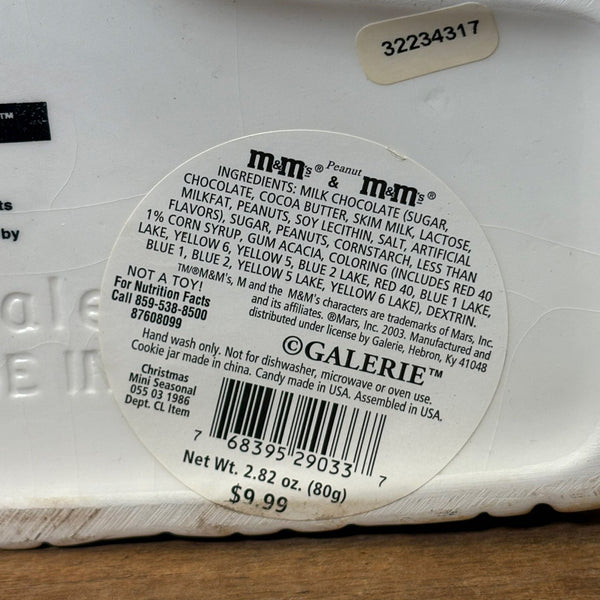 32234317
™
ts
by
ale
E IN
m&m's® Peanut & m&m's®
INGREDIENTS: MILK CHOCOLATE (SUGAR,
CHOCOLATE, COCOA BUTTER, SKIM MILK, LACTOSE,
MILKFAT, PEANUTS, SOY LECITHIN, SALT, ARTIFICIAL
FLAVORS), SUGAR, PEANUTS, CORNSTARCH, LESS THAN
1% CORN SYRUP, GUM ACACIA, COLORING (INCLUDES RED 40
LAKE, YELLOW 6, YELLOW 5, BLUE 2 LAKE, RED 40, BLUE 1 LAKE,
BLUE 1, BLUE 2, YELLOW 5 LAKE, YELLOW 6 LAKE), DEXTRIN.
NOT A TOY!
For Nutrition Facts
Call 859-538-8500
87608099
™/®M&M's, M and the M&M's characters are trademarks of Mars, Inc.
and its affiliates. ®Mars, Inc. 2003. Manufactured and
distributed under license by Galerie, Hebron, Ky 41048
©GALERIE™
Hand wash only. Not for dishwasher, microwave or oven use.
Cookie jar made in china. Candy made in USA. Assembled in USA.
Christmas
Mini Seasonal
055 03 1986
Dept. CL Item
7 68395 29033 7
Net Wt. 2.82 oz. (80g)
$9.99